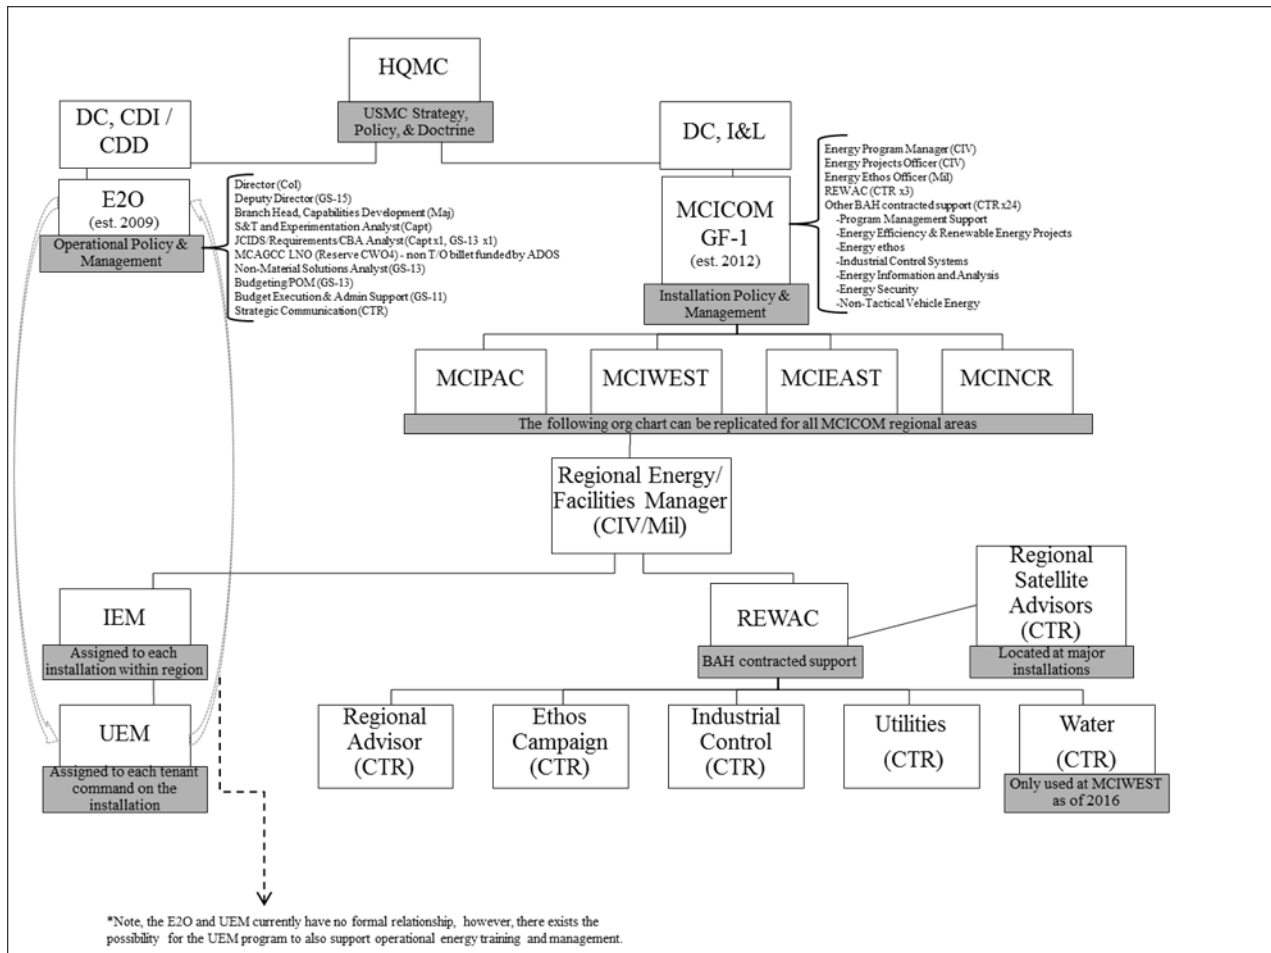 HQMC
USMC Strategy,
Policy, & Doctrine
DC, CDI /
CDD
DC, I&L
E2O
(est. 2009)
Operational Policy &
Management
Director (Col)
Deputy Director (GS-15)
Branch Head, Capabilities Development (Maj)
S&T and Experimentation Analyst (Capt)
JCIDS/Requirements/CBA Analyst (Capt x1, GS-13 x1)
MCAGCC LNO (Reserve CWO4) - non T/O billet funded by ADOS
Non-Material Solutions Analyst (GS-13)
Budgeting/POM (GS-13)
Budget Execution & Admin Support (GS-11)
Strategic Communication (CTR)
MCICOM
GF-1
(est. 2012)
Installation Policy &
Management
Energy Program Manager (CIV)
Energy Projects Officer (CIV)
Energy Ethos Officer (Mil)
REWAC (CTR x3)
Other BAH contracted support (CTR x24)
-Program Management Support
-Energy Efficiency & Renewable Energy Projects
-Energy ethos
-Industrial Control Systems
-Energy Information and Analysis
-Energy Security
-Non-Tactical Vehicle Energy
MCIPAC
MCIWEST
MCIEAST
MCINCR
The following org chart can be replicated for all MCICOM regional areas
Regional Energy/
Facilities Manager
(CIV/Mil)
IEM
Assigned to each
installation within region
UEM
Assigned to each tenant
command on the
installation
REWAC
BAH contracted support
Regional
Satellite
Advisors
(CTR)
Located at major
installations
Regional
Advisor
(CTR)
Ethos
Campaign
(CTR)
Industrial
Control
(CTR)
Utilities
(CTR)
Water
(CTR)
Only used at MCIWEST
as of 2016
*Note, the E2O and UEM currently have no formal relationship, however, there exists the
possibility for the UEM program to also support operational energy training and management.